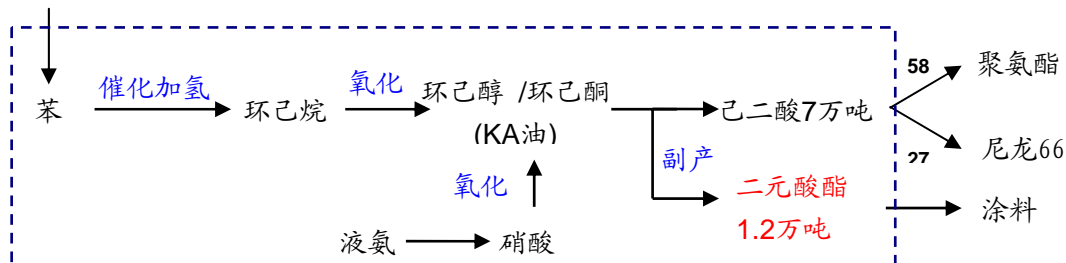 催化加氢
氧化
58
聚氨酯
苯
环己烷
环己醇 /环己酮
(KA油)
己二酸7万吨
27
尼龙66
副产
氧化
二元酸酯
1.2万吨
涂料
液氨
硝酸